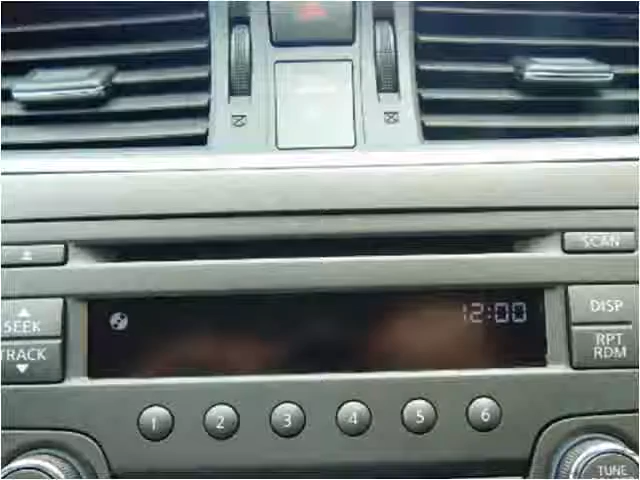 SCAN
12:00
SEEK
DISP
TRACK
RPT
RDM
1 2 3 4 5 6
TUNE